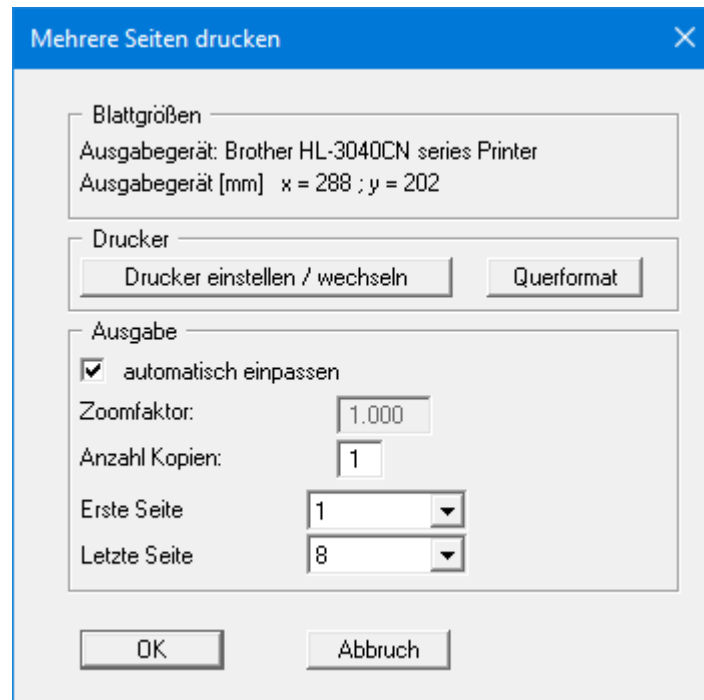 Mehrere Seiten drucken
Blattgrößen
Ausgabegerät: Brother HL-3040CN series Printer
Ausgabegerät [mm]   x = 288 ; y = 202
Drucker
Drucker einstellen / wechseln
Querformat
Ausgabe
automatisch einpassen
Zoomfaktor: 1.000
Anzahl Kopien: 1
Erste Seite 1
Letzte Seite 8
OK Abbruch